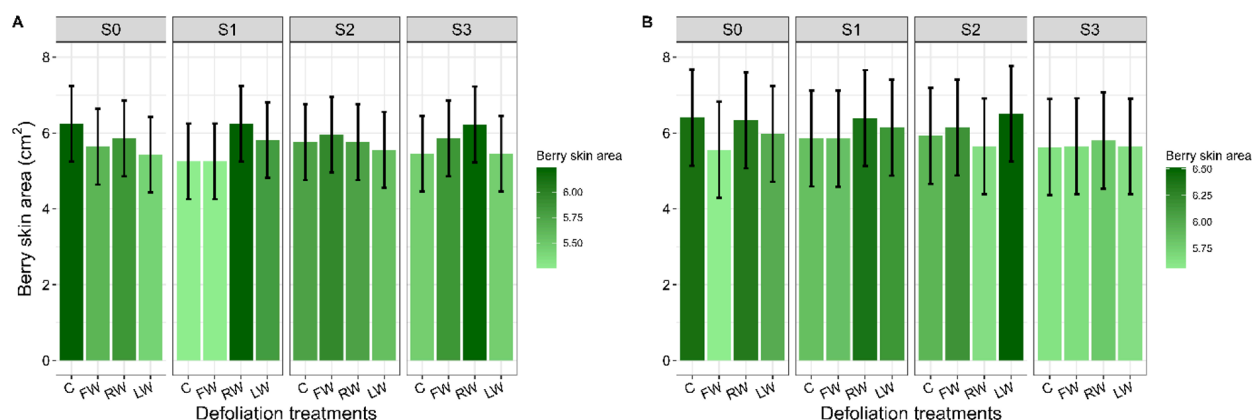 A
S0 S1 S2 S3
Berry skin area (cm²)
8
6
4
2
0
C FW RW LW C FW RW LW C FW RW LW C FW RW LW
Defoliation treatments
Berry skin area
6.00
5.75
5.50
B
S0 S1 S2 S3
8
6
4
2
0
C FW RW LW C FW RW LW C FW RW LW C FW RW LW
Defoliation treatments
Berry skin area
6.50
6.25
6.00
5.75